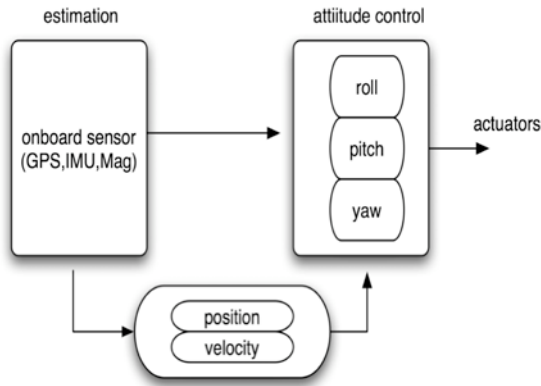 estimation
attiitude control
onboard sensor
(GPS,IMU,Mag)
roll
pitch
yaw
actuators
position
velocity